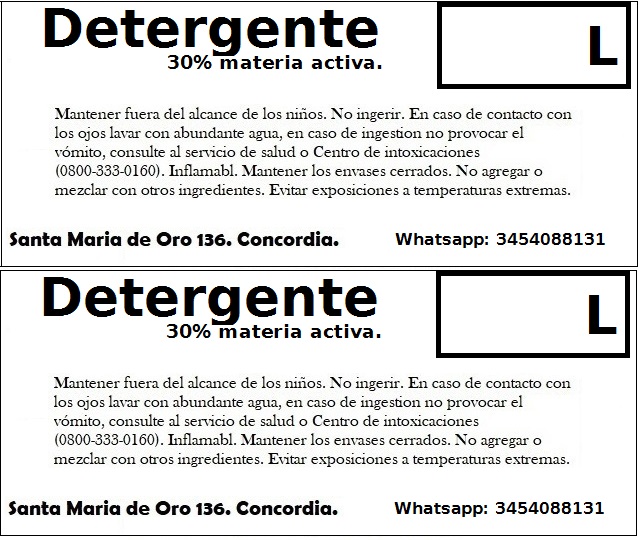 Detergente
L
30% materia activa.
Mantener fuera del alcance de los niños. No ingerir. En caso de contacto con
los ojos lavar con abundante agua, en caso de ingestion no provocar el
vómito, consulte al servicio de salud o Centro de intoxicaciones
(0800-333-0160). Inflamabl. Mantener los envases cerrados. No agregar o
mezclar con otros ingredientes. Evitar exposiciones a temperaturas extremas.
Santa Maria de Oro 136. Concordia. Whatsapp: 3454088131
Detergente
L
30% materia activa.
Mantener fuera del alcance de los niños. No ingerir. En caso de contacto con
los ojos lavar con abundante agua, en caso de ingestion no provocar el
vómito, consulte al servicio de salud o Centro de intoxicaciones
(0800-333-0160). Inflamabl. Mantener los envases cerrados. No agregar o
mezclar con otros ingredientes. Evitar exposiciones a temperaturas extremas.
Santa Maria de Oro 136. Concordia. Whatsapp: 3454088131